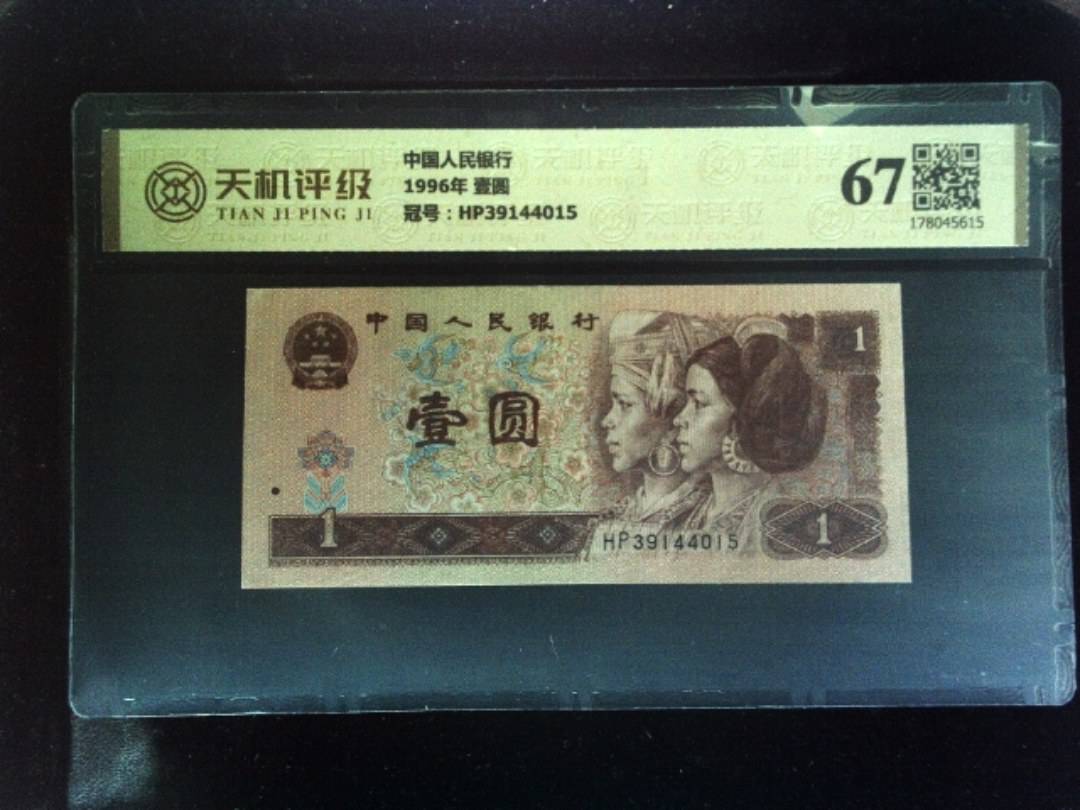 天机评级
TIAN JI PING JI
中国人民银行
1996年 壹圆
冠号：HP39144015
67
178045615
中国人民银行
1
壹圆
1
HP39144015
1